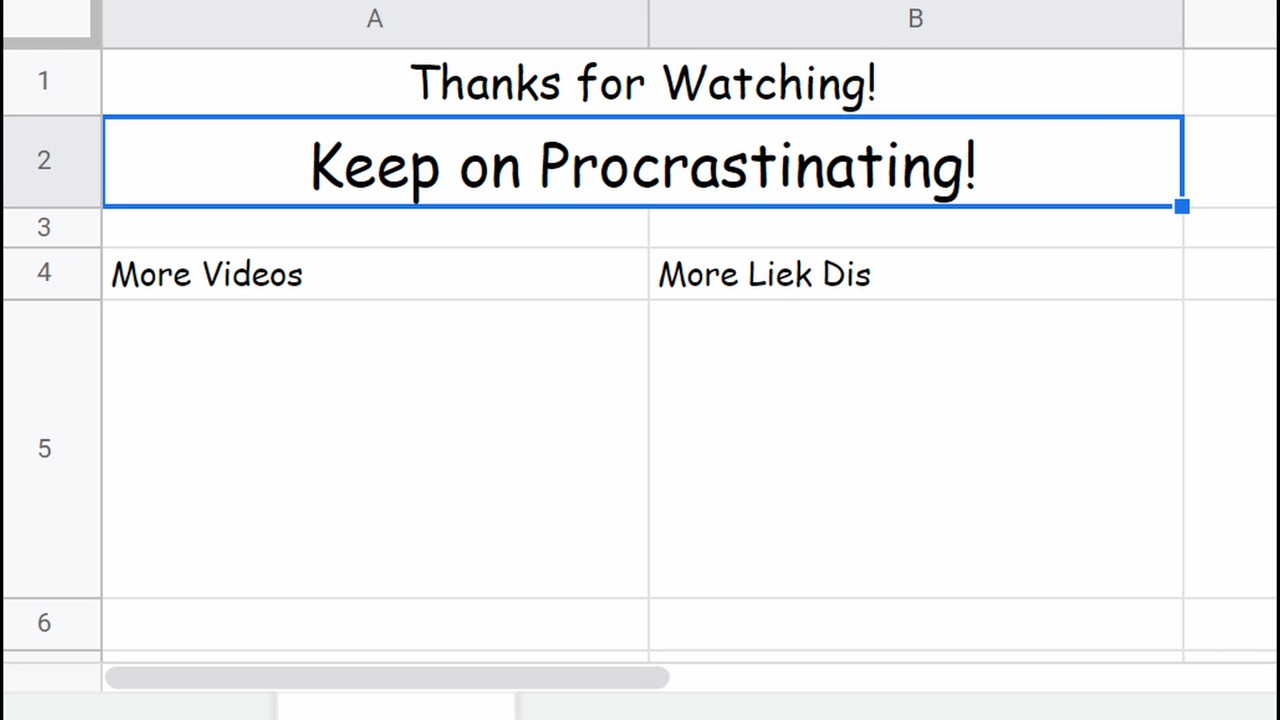 A B
1 Thanks for Watching!
2 Keep on Procrastinating!
3
4 More Videos More Liek Dis
5
6